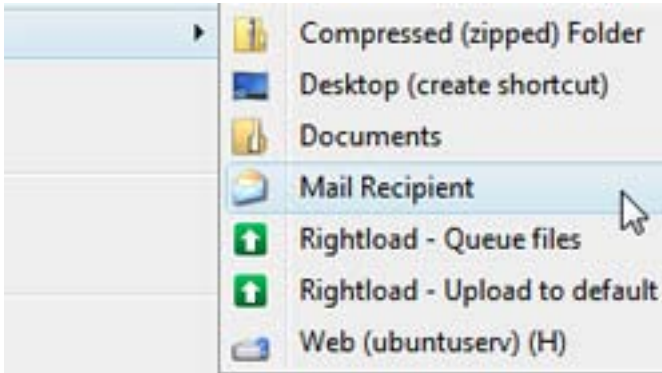 Compressed (zipped) Folder
Desktop (create shortcut)
Documents
Mail Recipient
Rightload - Queue files
Rightload - Upload to default
Web (ubuntuserv) (H)